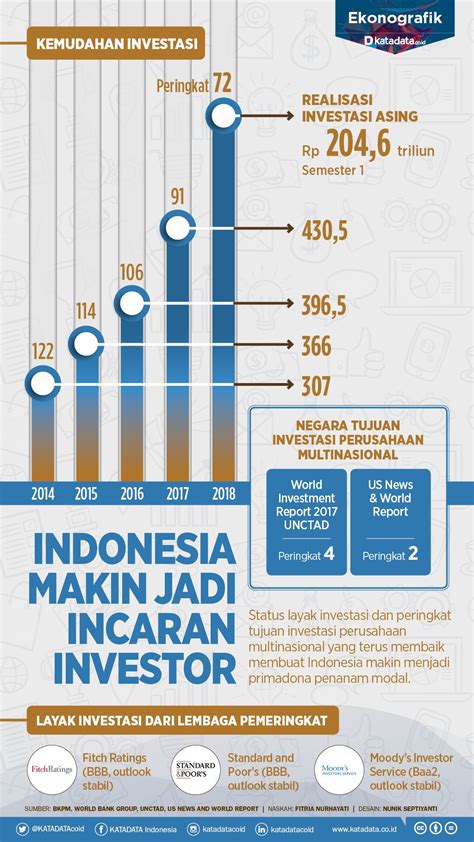 Ekonografik
Dkatadata.co.id
KEMUDAHAN INVESTASI
Peringkat 72
91
106
114
122
REALISASI
INVESTASI ASING
Rp 204,6 triliun
Semester 1
430,5
396,5
366
307
2014 2015 2016 2017 2018
NEGARA TUJUAN
INVESTASI PERUSAHAAN
MULTINASIONAL
World
Investment
Report 2017
UNCTAD
Peringkat 4
US News
& World
Report
Peringkat 2
INDONESIA
MAKIN JADI
INCARAN
INVESTOR
Status layak investasi dan peringkat
tujuan investasi perusahaan
multinasional yang terus membaik
membuat Indonesia makin menjadi
primadona penanam modal.
LAYAK INVESTASI DARI LEMBAGA PEMERINGKAT
FitchRatings
Fitch Ratings
(BBB, outlook
stabil)
STANDARD
&POOR'S
Standard and
Poor's (BBB,
outlook stabil)
MOODY'S
INVESTORS SERVICE
Moody's Investor
Service (Baa2,
outlook stabil)
SUMBER: BKPM, WORLD BANK GROUP, UNCTAD, US NEWS AND WORLD REPORT | NASKAH: FITRIA NURHAYATI | DESAIN: NUNIK SEPTIYANTI
@KATADATAcoid KATADATA Indonesia katadatacoid katadatacoid www.katadata.co.id